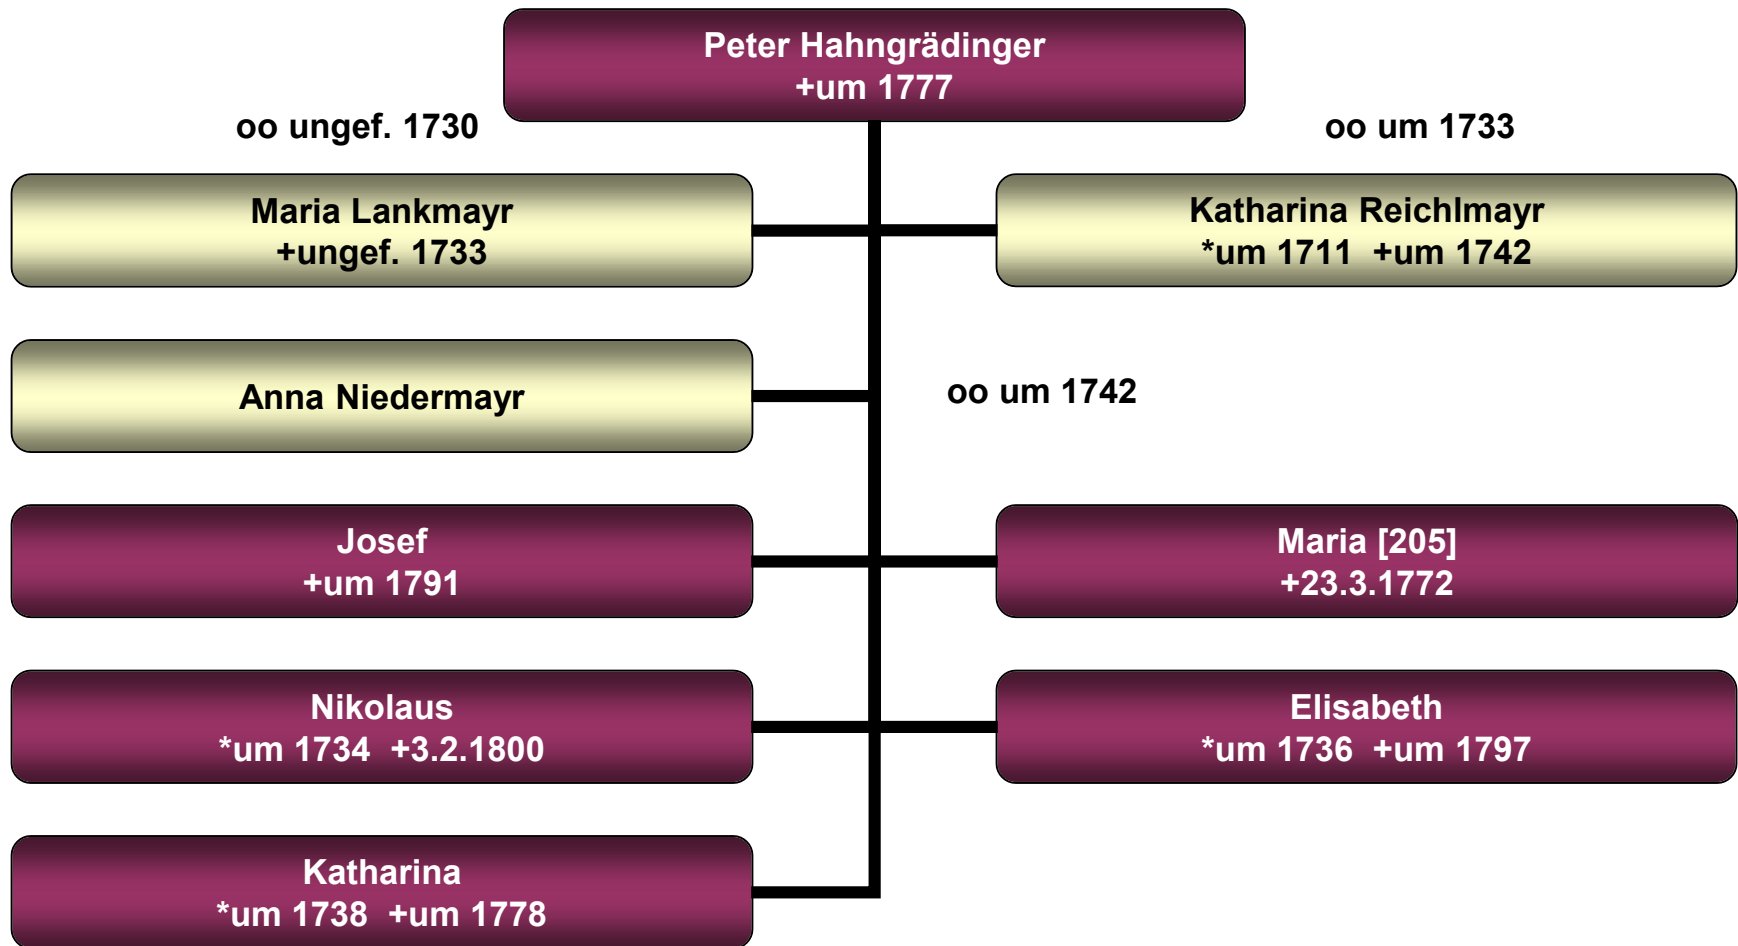 Peter Hahngrädinger
+um 1777
oo ungef. 1730
oo um 1733
Maria Lankmayr
+ungef. 1733
Katharina Reichlmayr
*um 1711  +um 1742
Anna Niedermayr
oo um 1742
Josef
+um 1791
Maria [205]
+23.3.1772
Nikolaus
*um 1734  +3.2.1800
Elisabeth
*um 1736  +um 1797
Katharina
*um 1738  +um 1778